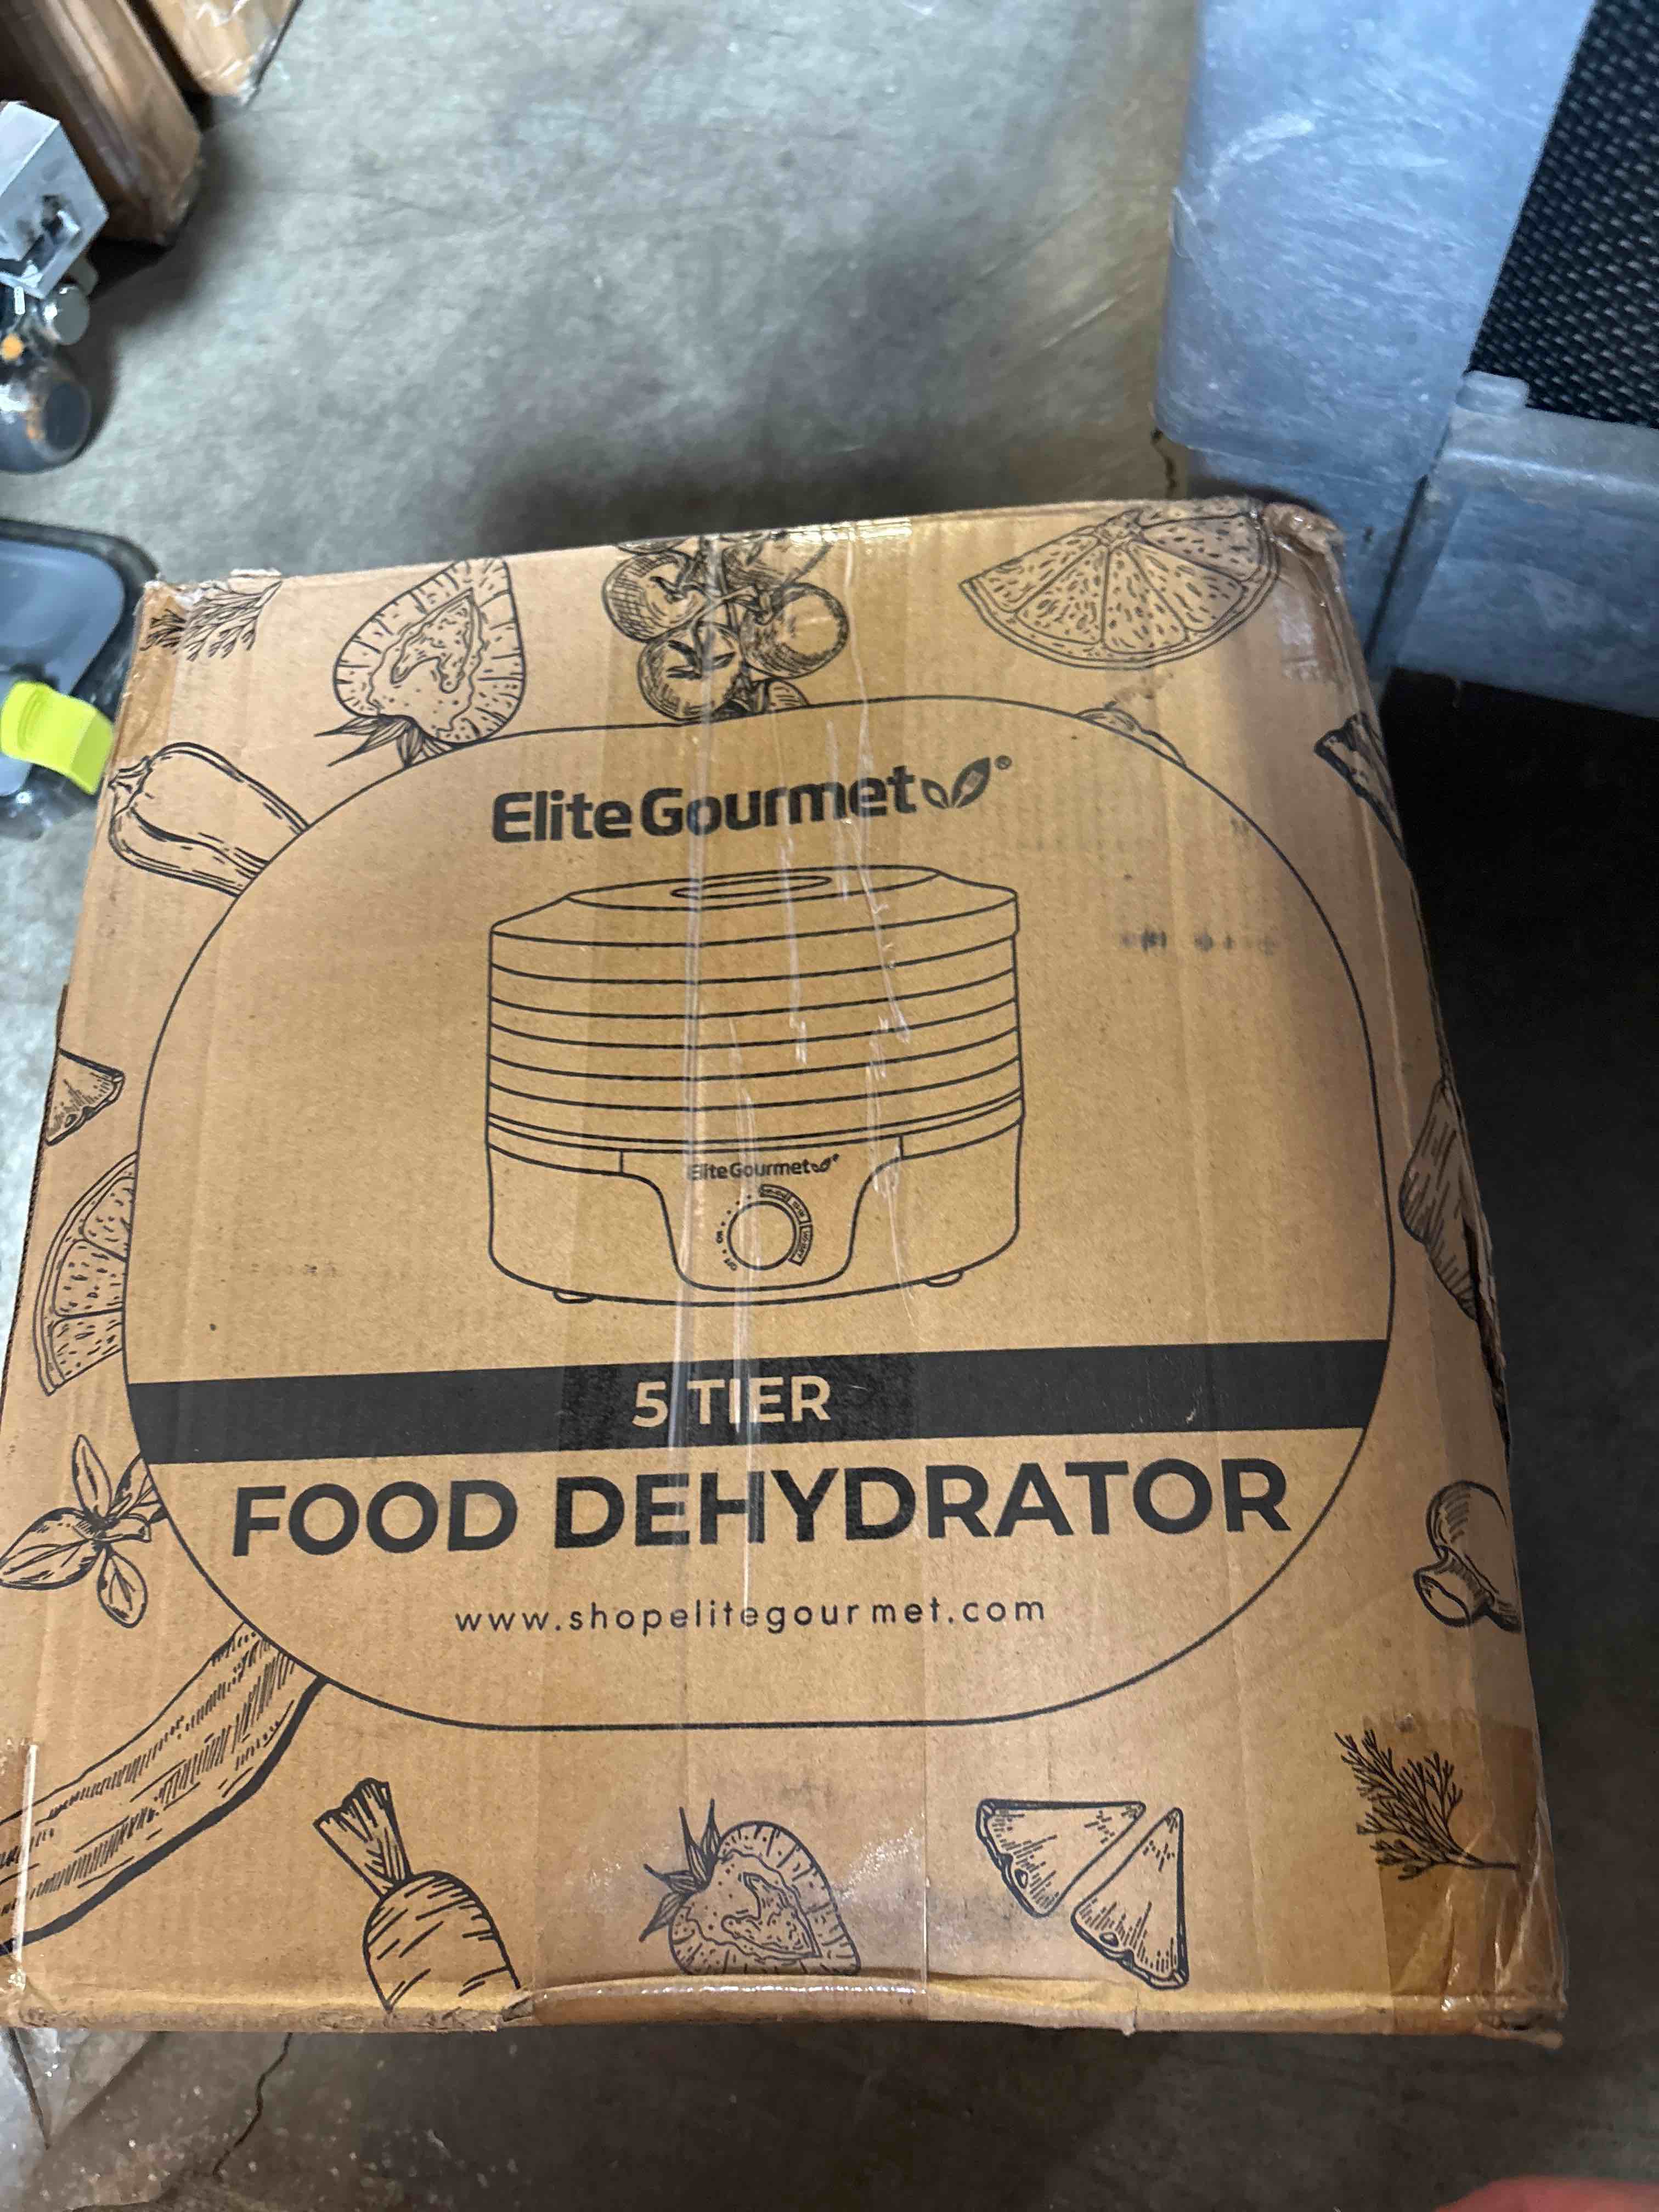 EliteGourmet®
EliteGourmet®
5 TIER
FOOD DEHYDRATOR
www.shopelitegourmet.com